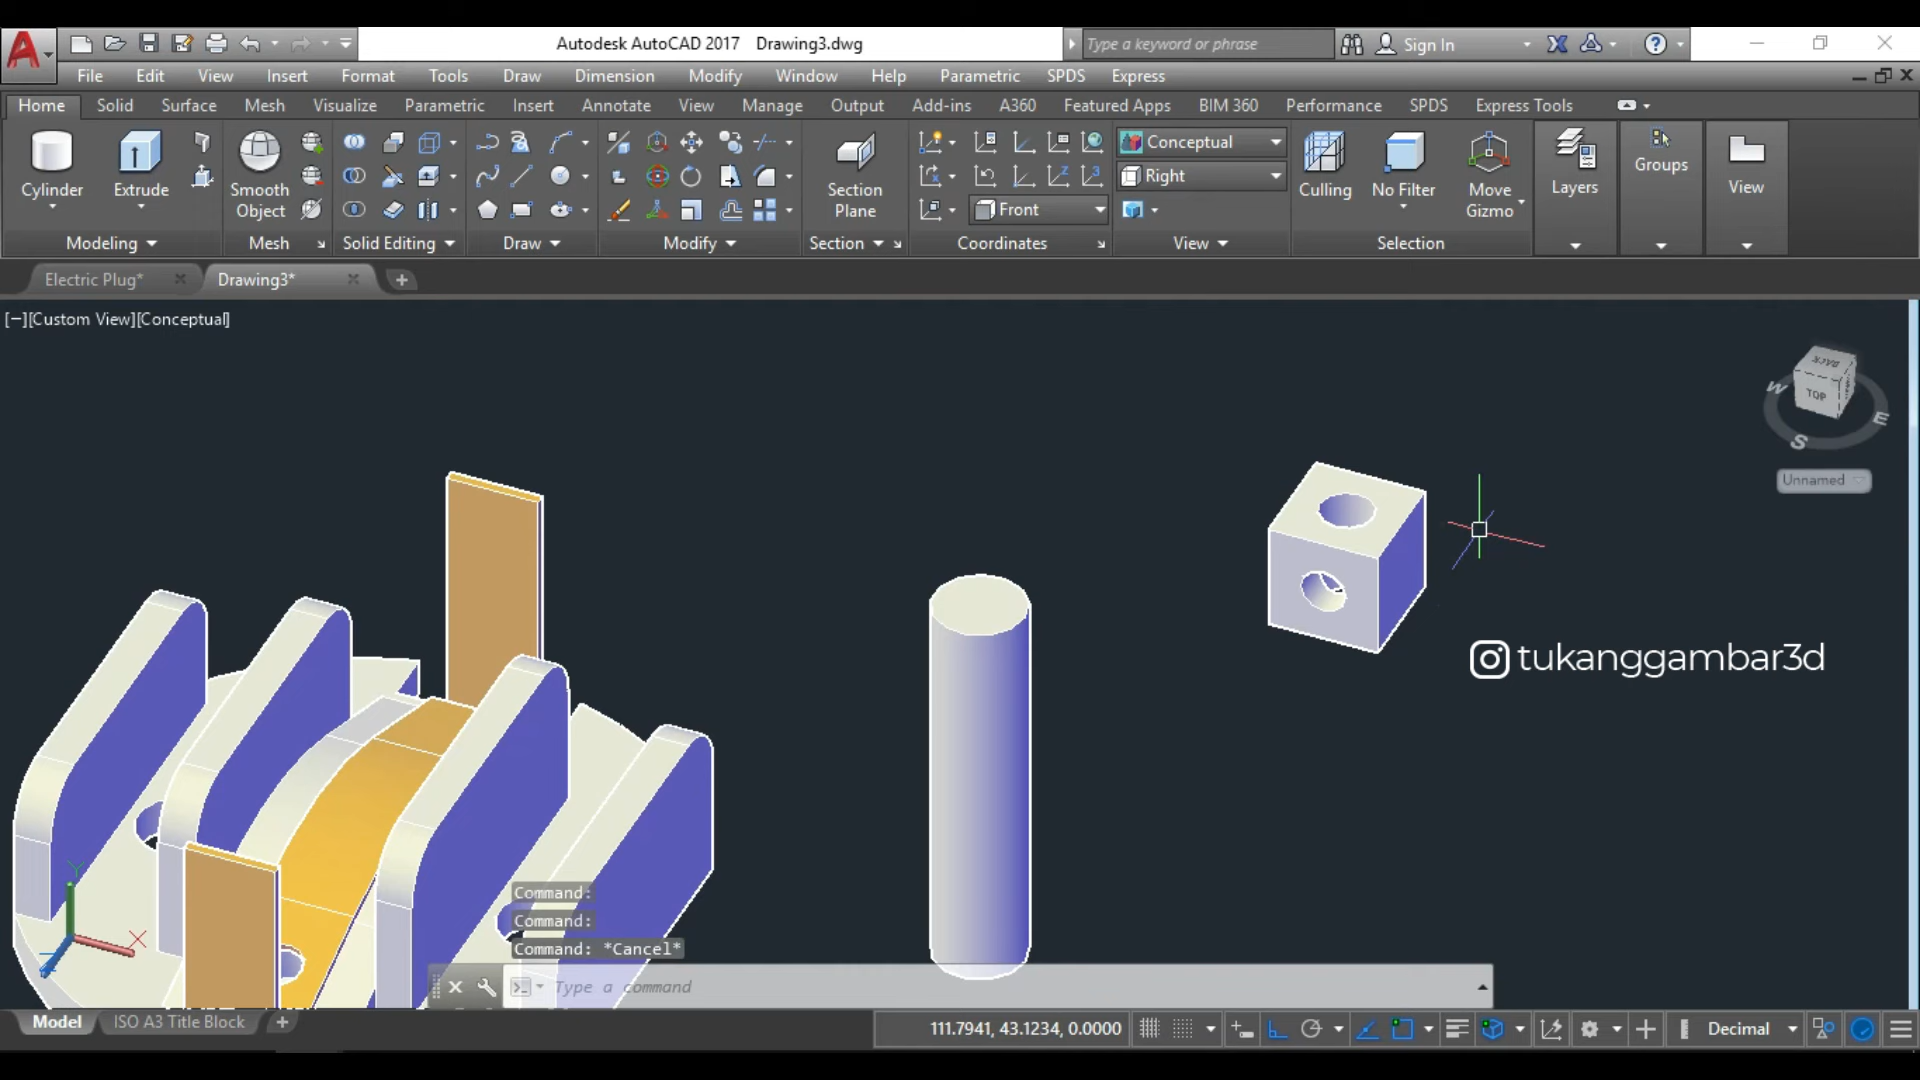 Autodesk AutoCAD 2017 Drawing3.dwg
Type a keyword or phrase
Sign In
File Edit View Insert Format Tools Draw Dimension Modify Window Help Parametric SPDS Express
Home Solid Surface Mesh Visualize Parametric Insert Annotate View Manage Output Add-ins A360 Featured Apps BIM 360 Performance SPDS Express Tools
Cylinder
Extrude
Smooth
Object
Section
Plane
Conceptual
Right
Front
Culling
No Filter
Move
Gizmo
Layers
Groups
View
Modeling Mesh Solid Editing Draw Modify Section Coordinates View Selection
Electric Plug* Drawing3*
[−][Custom View][Conceptual]
BACK
TOP
W
E
S
Unnamed
tukanggambar3d
Y
X
Z
Command:
Command:
Command: *Cancel*
Type a command
Model ISO A3 Title Block
111.7941, 43.1234, 0.0000
Decimal